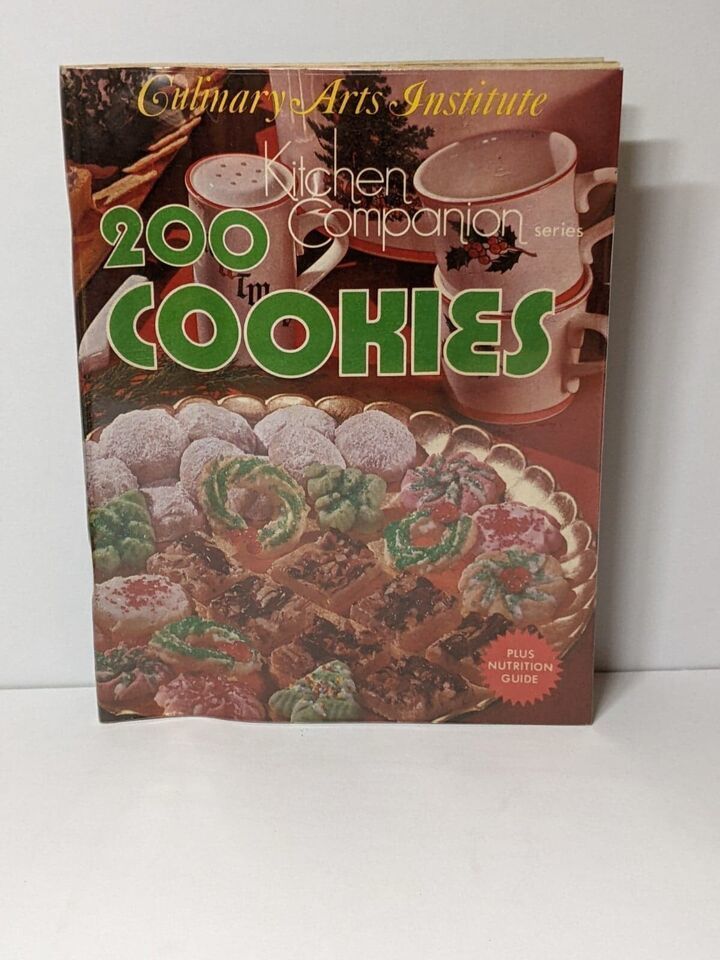 Culinary Arts Institute
Kitchen
Companion series
200
COOKIES
PLUS
NUTRITION
GUIDE